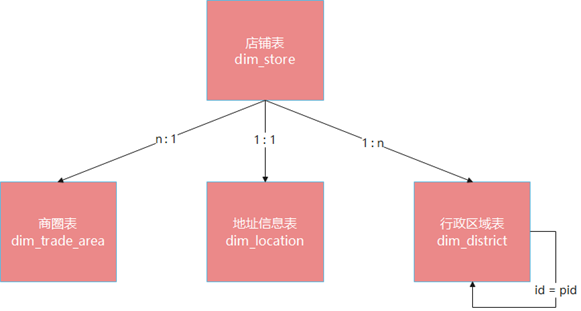 店铺表
dim_store
n : 1
1 : 1
1 : n
商圈表
dim_trade_area
地址信息表
dim_location
行政区域表
dim_district
id = pid